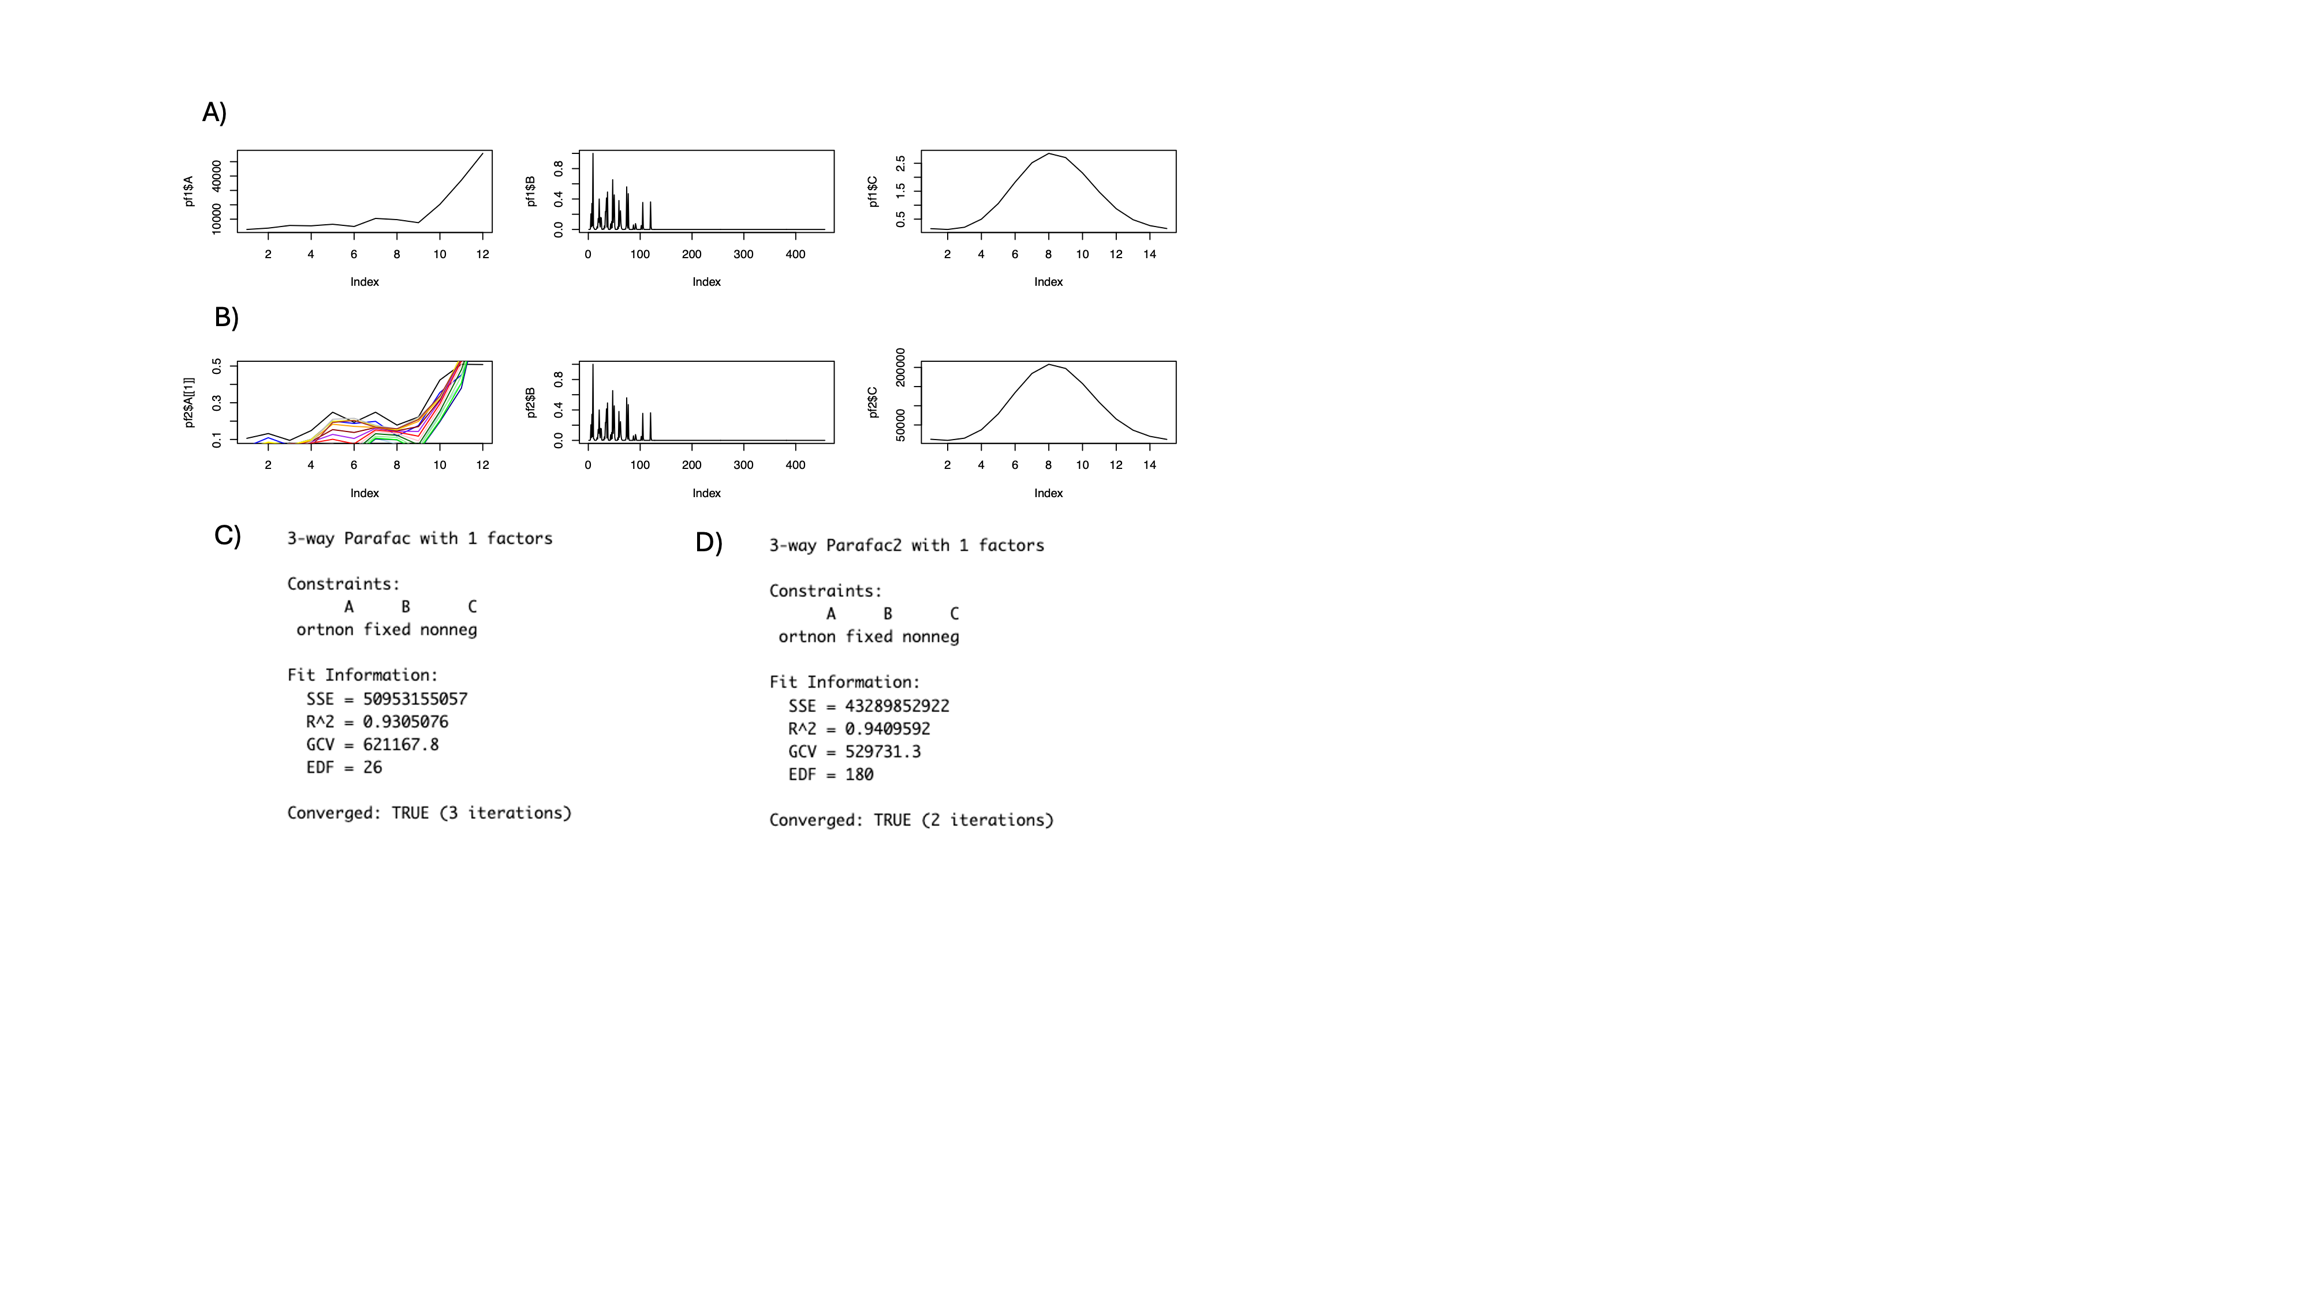 A)
pf1$A
10000 40000
2 4 6 8 10 12
Index
pf1$B
0.0 0.4 0.8
0 100 200 300 400
Index
pf1$C
0.5 1.5 2.5
2 4 6 8 10 12 14
Index
B)
pf2$A[[1]]
0.1 0.3 0.5
2 4 6 8 10 12
Index
pf2$B
0.0 0.4 0.8
0 100 200 300 400
Index
pf2$C
50000 200000
2 4 6 8 10 12 14
Index
C)
3-way Parafac with 1 factors
Constraints:
A B C
ortnon fixed nonneg
Fit Information:
SSE = 50953155057
R^2 = 0.9305076
GCV = 621167.8
EDF = 26
Converged: TRUE (3 iterations)
D)
3-way Parafac2 with 1 factors
Constraints:
A B C
ortnon fixed nonneg
Fit Information:
SSE = 43289852922
R^2 = 0.9409592
GCV = 529731.3
EDF = 180
Converged: TRUE (2 iterations)